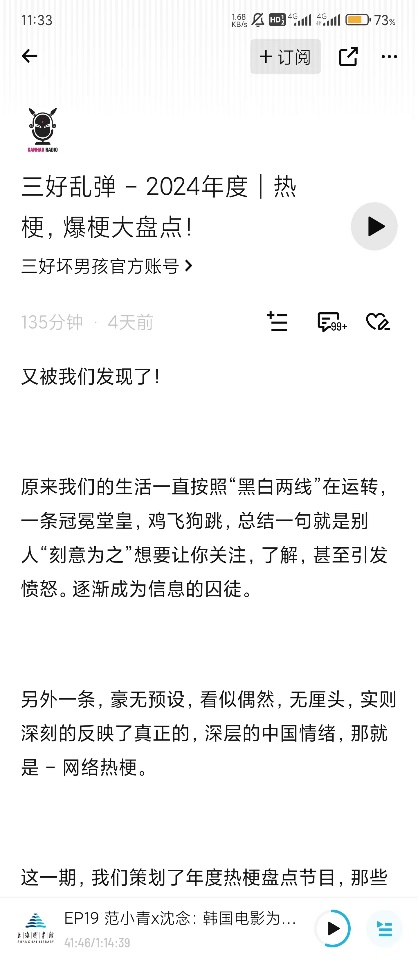 11:33
1.68 KB/s HD 4G 4G 73%
+ 订阅
SANHAO RADIO
三好乱弹 - 2024年度｜热
梗，爆梗大盘点！
三好坏男孩官方账号
135分钟 · 4天前
99+
又被我们发现了！
原来我们的生活一直按照“黑白两线”在运转，
一条冠冕堂皇，鸡飞狗跳，总结一句就是别
人“刻意为之”想要让你关注，了解，甚至引发
愤怒。逐渐成为信息的囚徒。
另外一条，豪无预设，看似偶然，无厘头，实则
深刻的反映了真正的，深层的中国情绪，那就
是 - 网络热梗。
这一期，我们策划了年度热梗盘点节目，那些
EP19 范小青x沈念：韩国电影为...
41:46/1:14:39